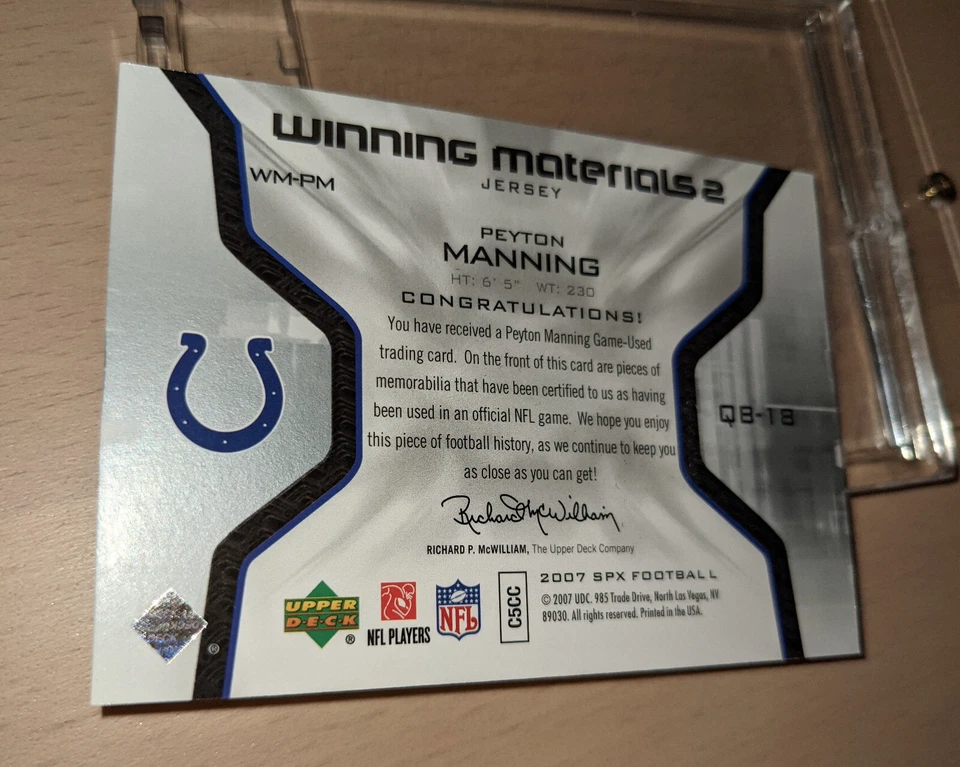 WINNING materials 2
JERSEY
WM-PM
PEYTON
MANNING
HT: 6' 5" WT: 230
CONGRATULATIONS!
You have received a Peyton Manning Game-Used
trading card. On the front of this card are pieces of
memorabilia that have been certified to us as having
been used in an official NFL game. We hope you enjoy
this piece of football history, as we continue to keep you
as close as you can get!
QB-18
Richard P. McWilliam
RICHARD P. McWILLIAM, The Upper Deck Company
UPPER
D·E·C·K
®
NFL PLAYERS
NFL
C5CC
2007 SPX FOOTBALL
© 2007 UDC, 985 Trade Drive, North Las Vegas, NV
89030. All rights reserved. Printed in the USA.
®